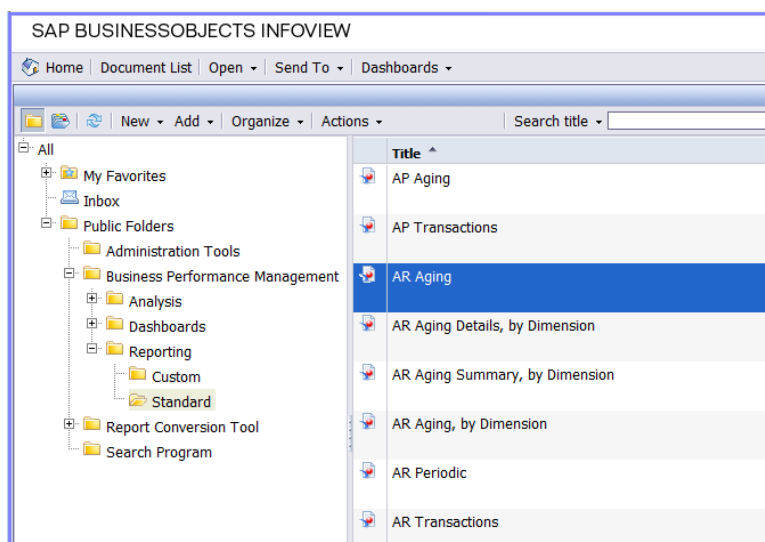 SAP BUSINESSOBJECTS INFOVIEW
Home Document List Open Send To Dashboards
New Add Organize Actions Search title
All
My Favorites
Inbox
Public Folders
Administration Tools
Business Performance Management
Analysis
Dashboards
Reporting
Custom
Standard
Report Conversion Tool
Search Program
Title
AP Aging
AP Transactions
AR Aging
AR Aging Details, by Dimension
AR Aging Summary, by Dimension
AR Aging, by Dimension
AR Periodic
AR Transactions